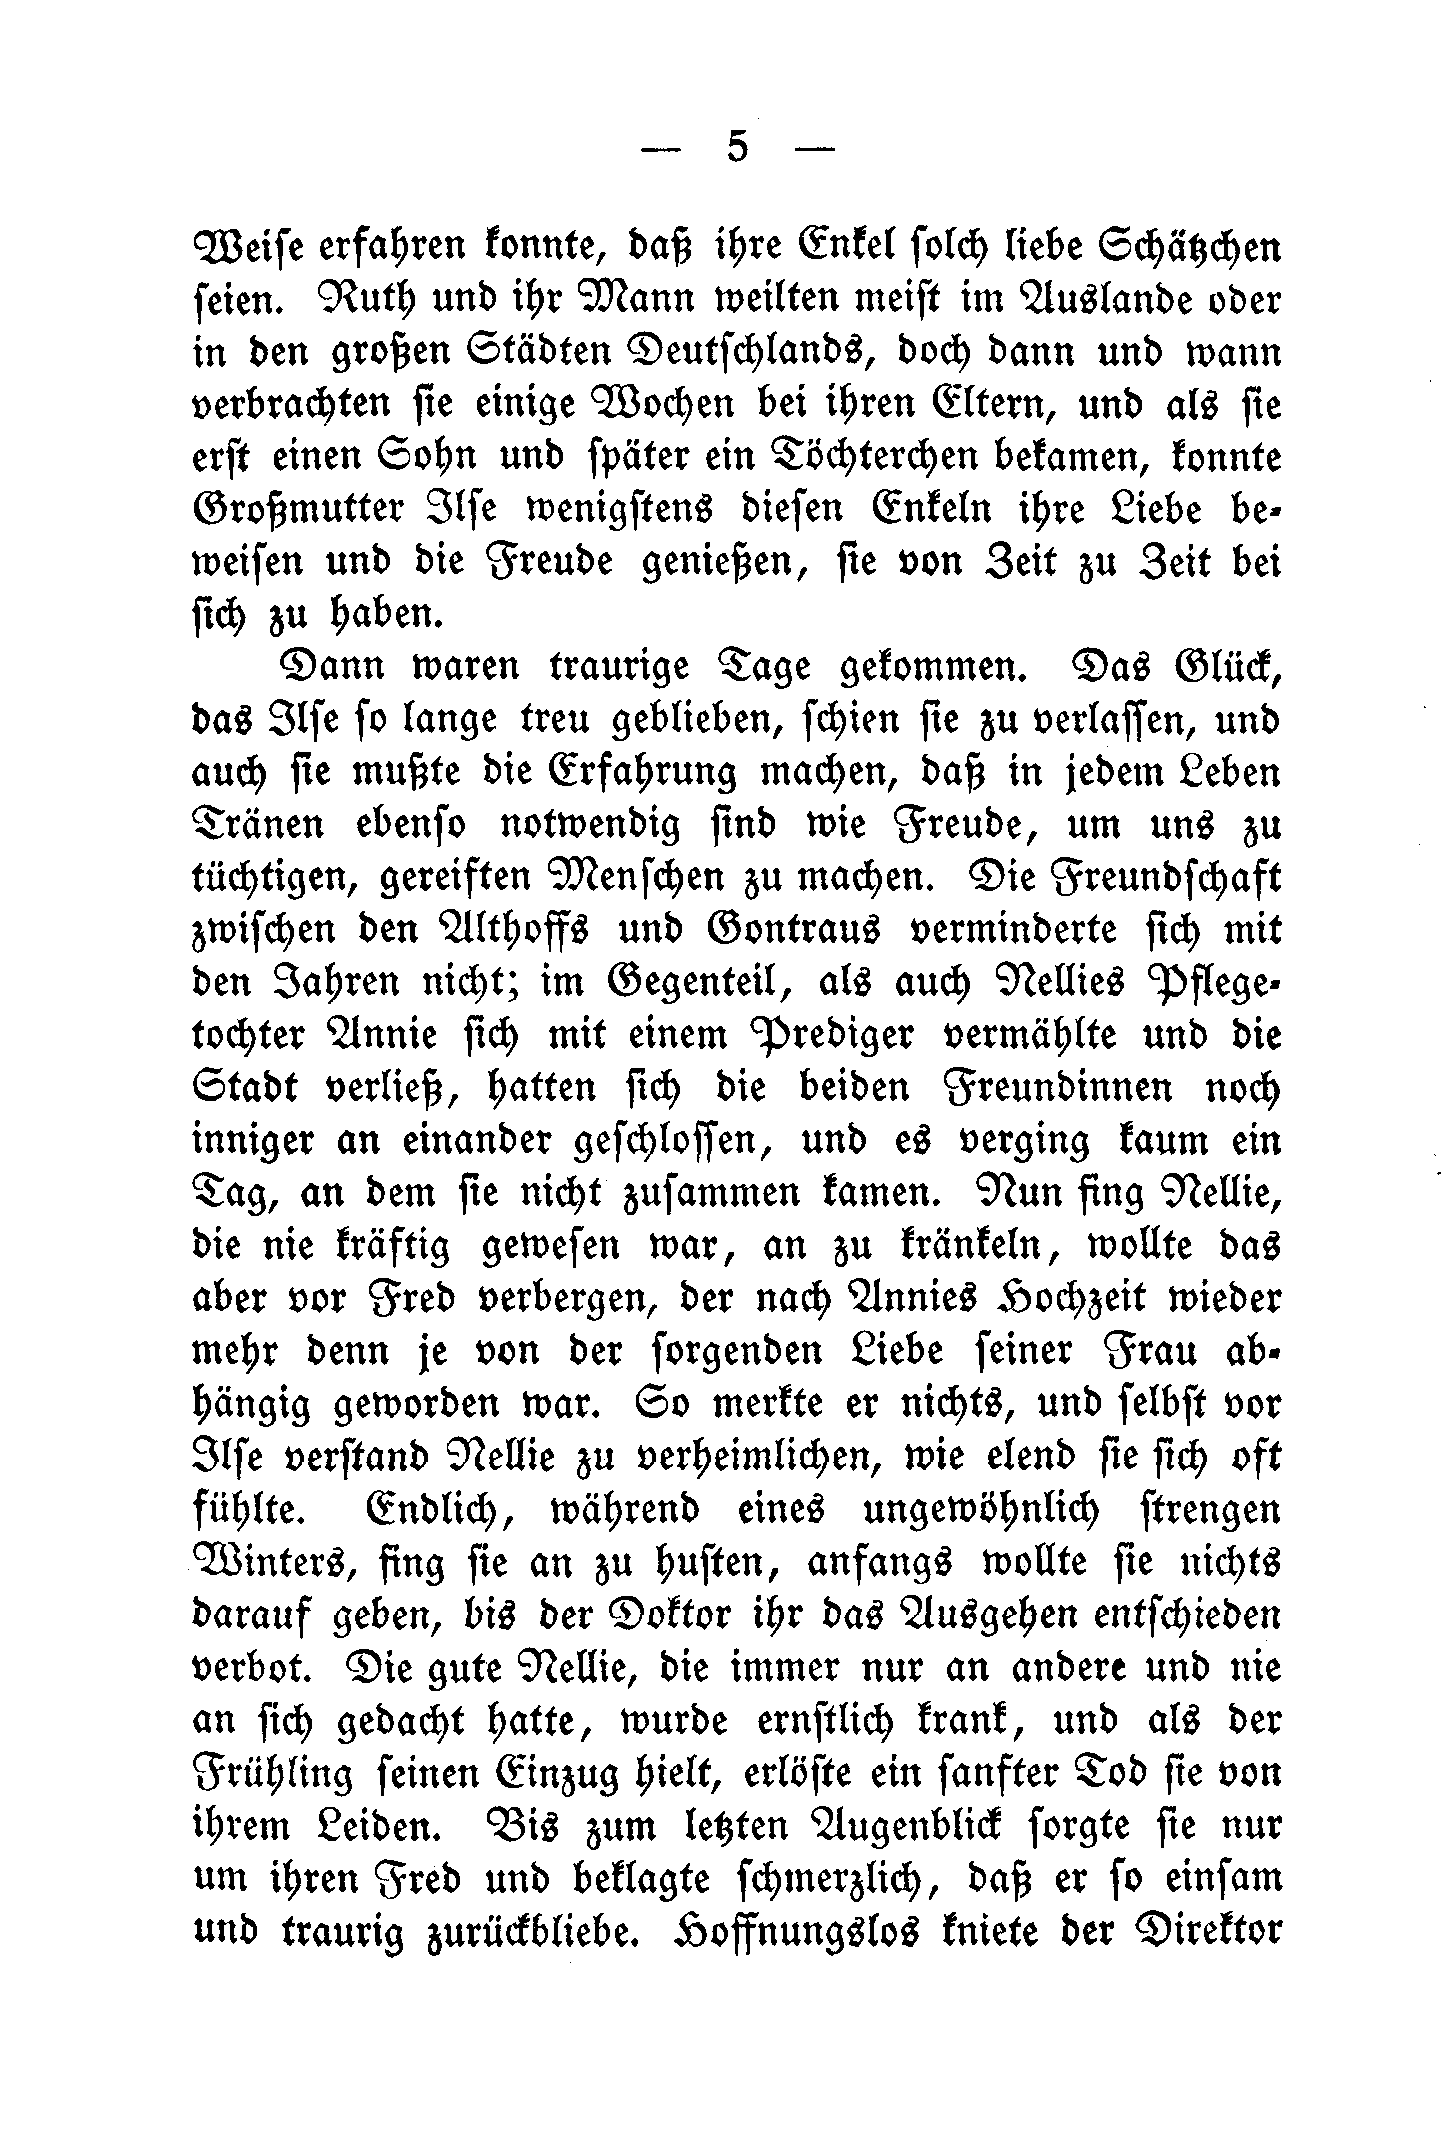 — 5 —
Weise erfahren konnte, daß ihre Enkel solch liebe Schätzchen
seien. Ruth und ihr Mann weilten meist im Auslande oder
in den großen Städten Deutschlands, doch dann und wann
verbrachten sie einige Wochen bei ihren Eltern, und als sie
erst einen Sohn und später ein Töchterchen bekamen, konnte
Großmutter Ilse wenigstens diesen Enkeln ihre Liebe be-
weisen und die Freude genießen, sie von Zeit zu Zeit bei
sich zu haben.
Dann waren traurige Tage gekommen. Das Glück,
das Ilse so lange treu geblieben, schien sie zu verlassen, und
auch sie mußte die Erfahrung machen, daß in jedem Leben
Tränen ebenso notwendig sind wie Freude, um uns zu
tüchtigen, gereiften Menschen zu machen. Die Freundschaft
zwischen den Althoffs und Gontraus verminderte sich mit
den Jahren nicht; im Gegenteil, als auch Nellies Pflege-
tochter Annie sich mit einem Prediger vermählte und die
Stadt verließ, hatten sich die beiden Freundinnen noch
inniger an einander geschlossen, und es verging kaum ein
Tag, an dem sie nicht zusammen kamen. Nun fing Nellie,
die nie kräftig gewesen war, an zu kränkeln, wollte das
aber vor Fred verbergen, der nach Annies Hochzeit wieder
mehr denn je von der sorgenden Liebe seiner Frau ab-
hängig geworden war. So merkte er nichts, und selbst vor
Ilse verstand Nellie zu verheimlichen, wie elend sie sich oft
fühlte. Endlich, während eines ungewöhnlich strengen
Winters, fing sie an zu husten, anfangs wollte sie nichts
darauf geben, bis der Doktor ihr das Ausgehen entschieden
verbot. Die gute Nellie, die immer nur an andere und nie
an sich gedacht hatte, wurde ernstlich krank, und als der
Frühling seinen Einzug hielt, erlöste ein sanfter Tod sie von
ihrem Leiden. Bis zum letzten Augenblick sorgte sie nur
um ihren Fred und beklagte schmerzlich, daß er so einsam
und traurig zurückbliebe. Hoffnungslos kniete der Direktor